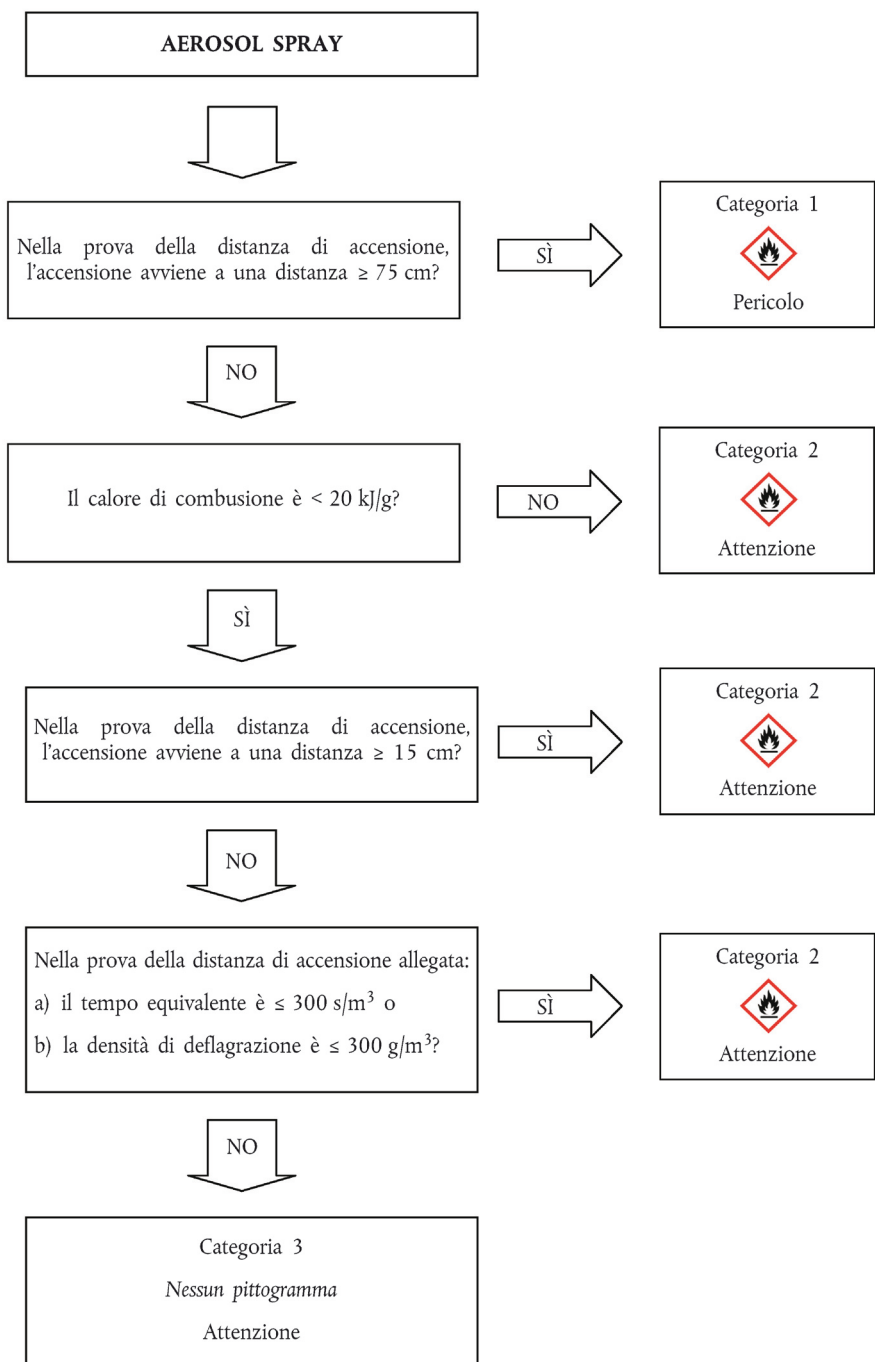 AEROSOL SPRAY
Nella prova della distanza di accensione,
l'accensione avviene a una distanza ≥ 75 cm?
SÌ
Categoria 1
Pericolo
NO
Il calore di combusione è < 20 kJ/g?
NO
Categoria 2
Attenzione
SÌ
Nella prova della distanza di accensione,
l'accensione avviene a una distanza ≥ 15 cm?
SÌ
Categoria 2
Attenzione
NO
Nella prova della distanza di accensione allegata:
a) il tempo equivalente è ≤ 300 s/m³ o
b) la densità di deflagrazione è ≤ 300 g/m³?
SÌ
Categoria 2
Attenzione
NO
Categoria 3
Nessun pittogramma
Attenzione